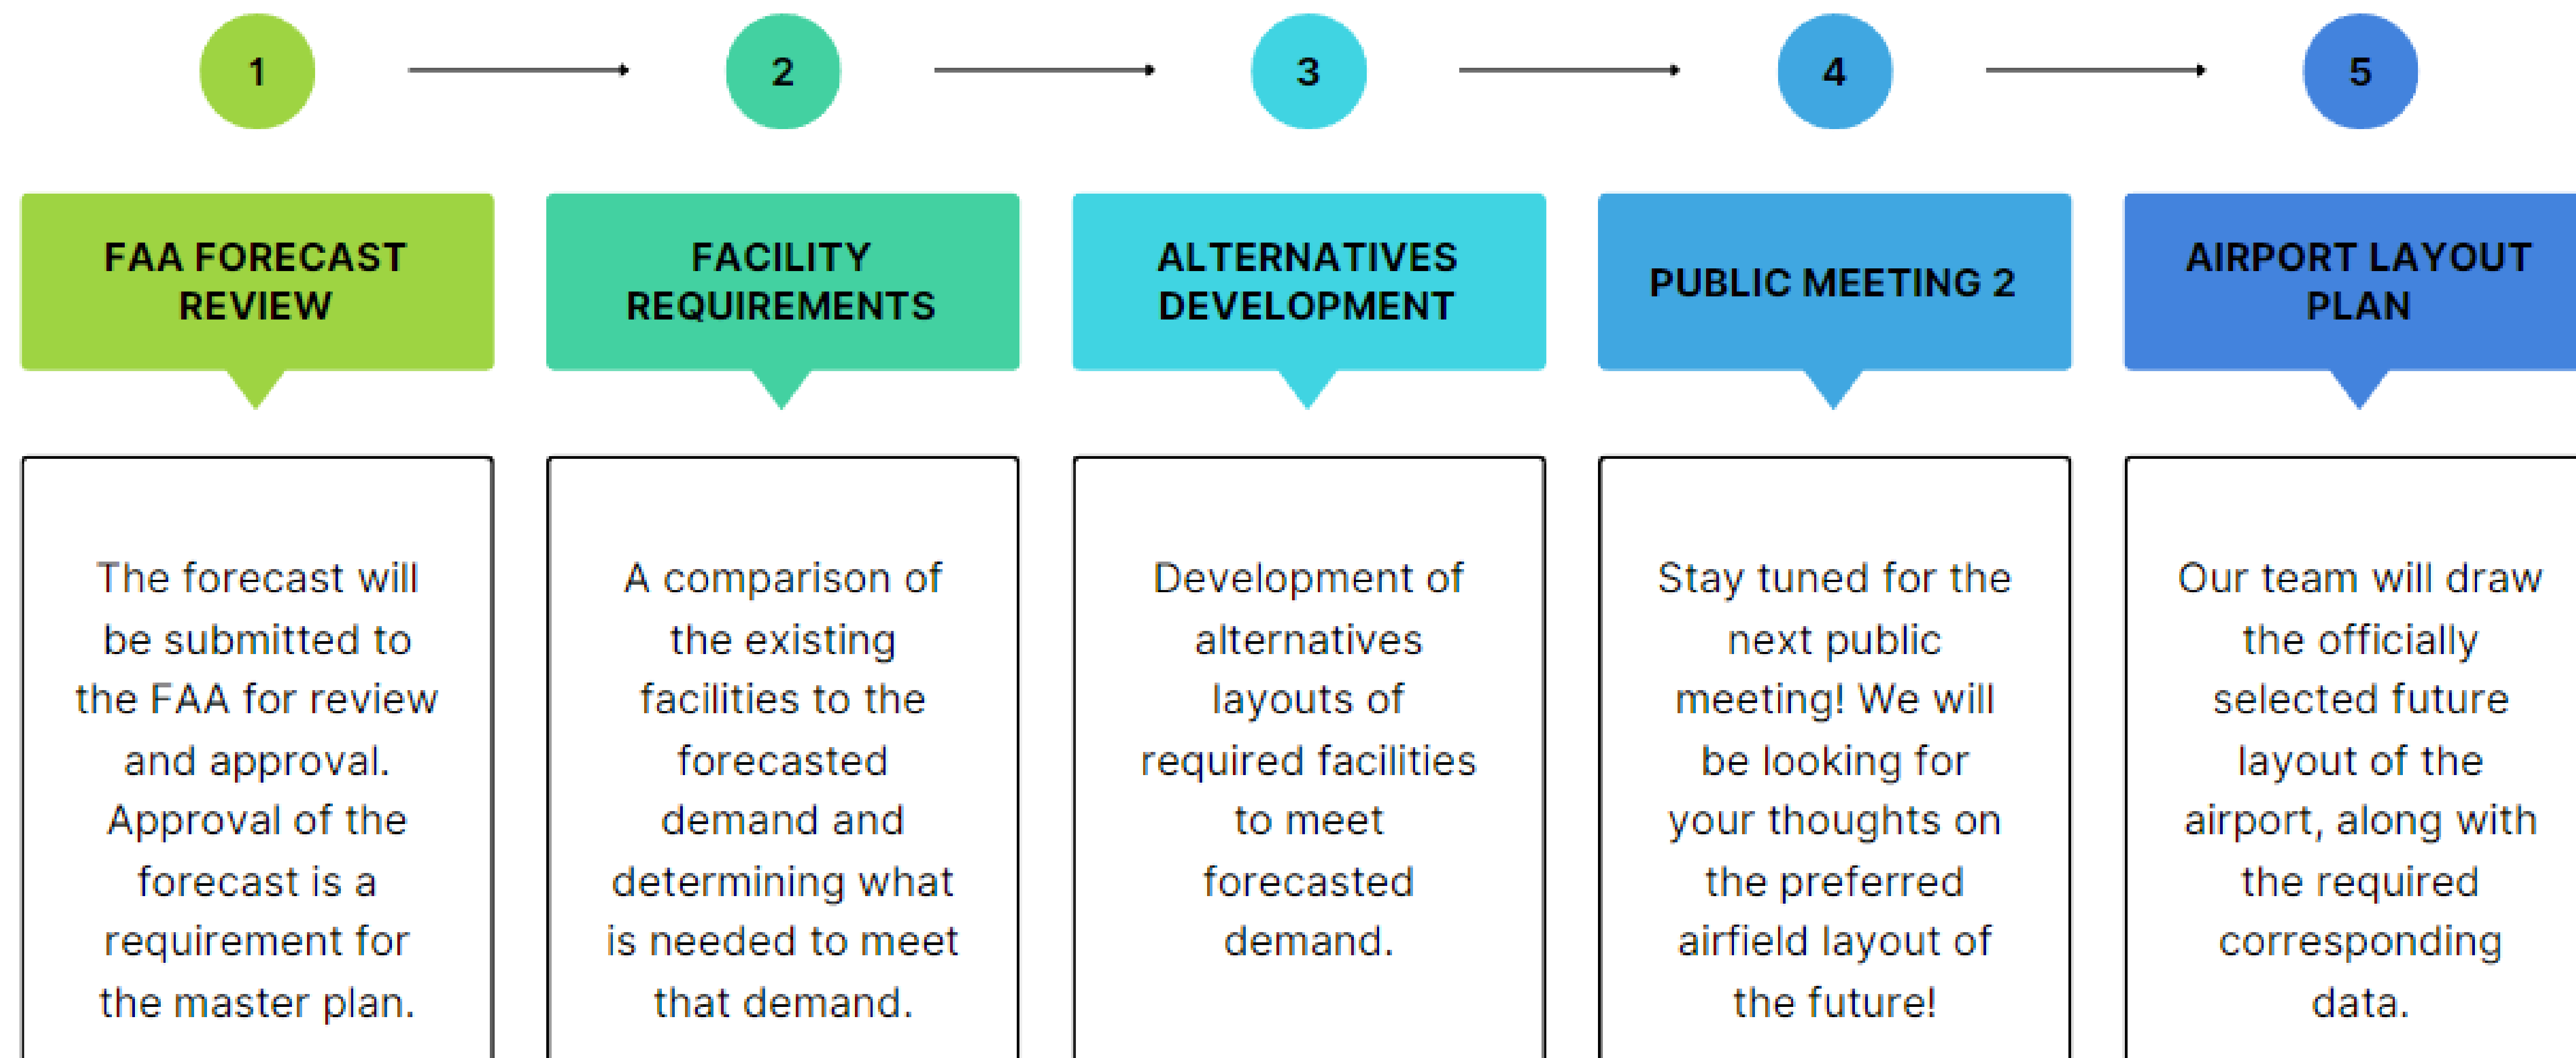 1
2
3
4
5
FAA FORECAST
REVIEW
FACILITY
REQUIREMENTS
ALTERNATIVES
DEVELOPMENT
PUBLIC MEETING 2
AIRPORT LAYOUT
PLAN
The forecast will
be submitted to
the FAA for review
and approval.
Approval of the
forecast is a
requirement for
the master plan.
A comparison of
the existing
facilities to the
forecasted
demand and
determining what
is needed to meet
that demand.
Development of
alternatives
layouts of
required facilities
to meet
forecasted
demand.
Stay tuned for the
next public
meeting! We will
be looking for
your thoughts on
the preferred
airfield layout of
the future!
Our team will draw
the officially
selected future
layout of the
airport, along with
the required
corresponding
data.